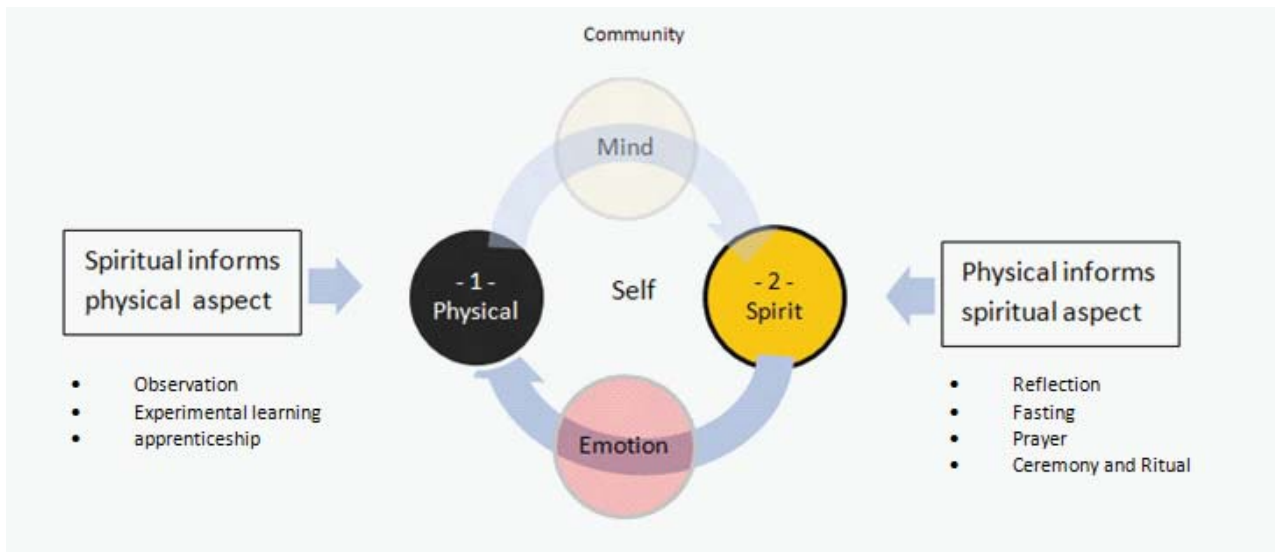 Community
Mind
Spiritual informs
physical aspect
- 1 -
Physical
Self
- 2 -
Spirit
Physical informs
spiritual aspect
• Observation
• Experimental learning
• apprenticeship
Emotion
• Reflection
• Fasting
• Prayer
• Ceremony and Ritual